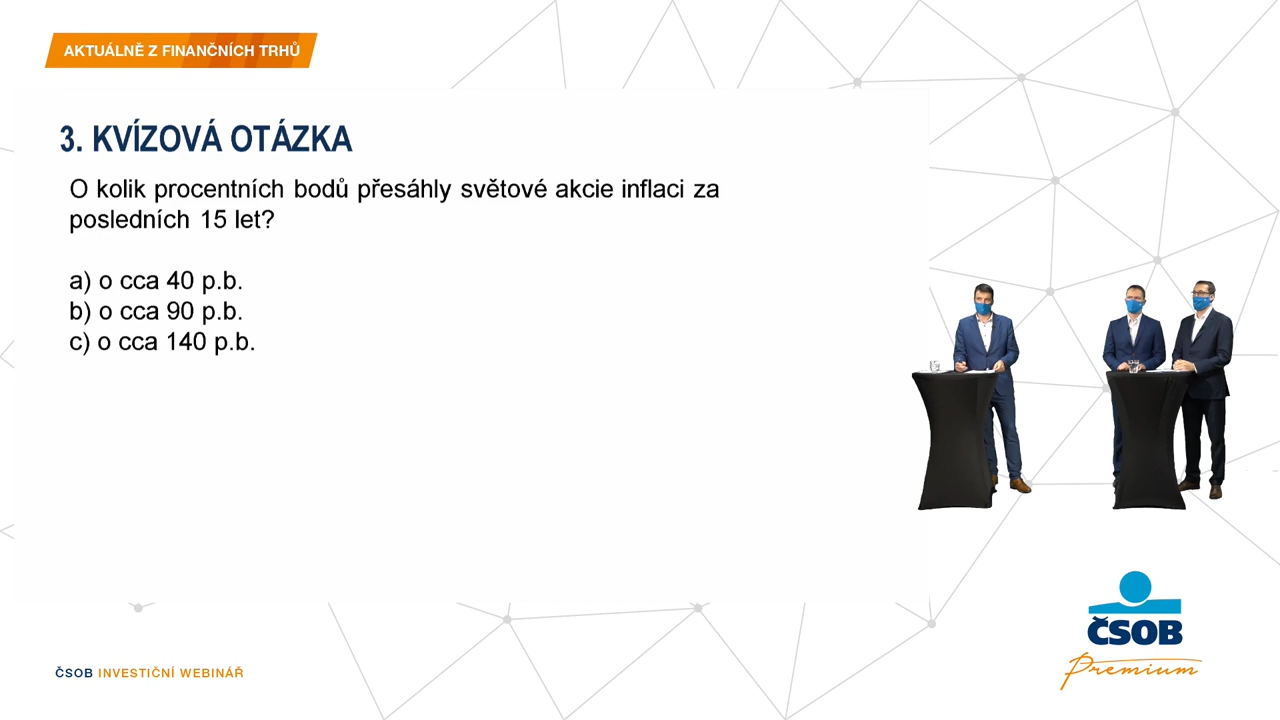 AKTUÁLNĚ Z FINANČNÍCH TRHŮ
3. KVÍZOVÁ OTÁZKA
O kolik procentních bodů přesáhly světové akcie inflaci za
posledních 15 let?
a) o cca 40 p.b.
b) o cca 90 p.b.
c) o cca 140 p.b.
ČSOB
Premium
ČSOB INVESTIČNÍ WEBINÁŘ